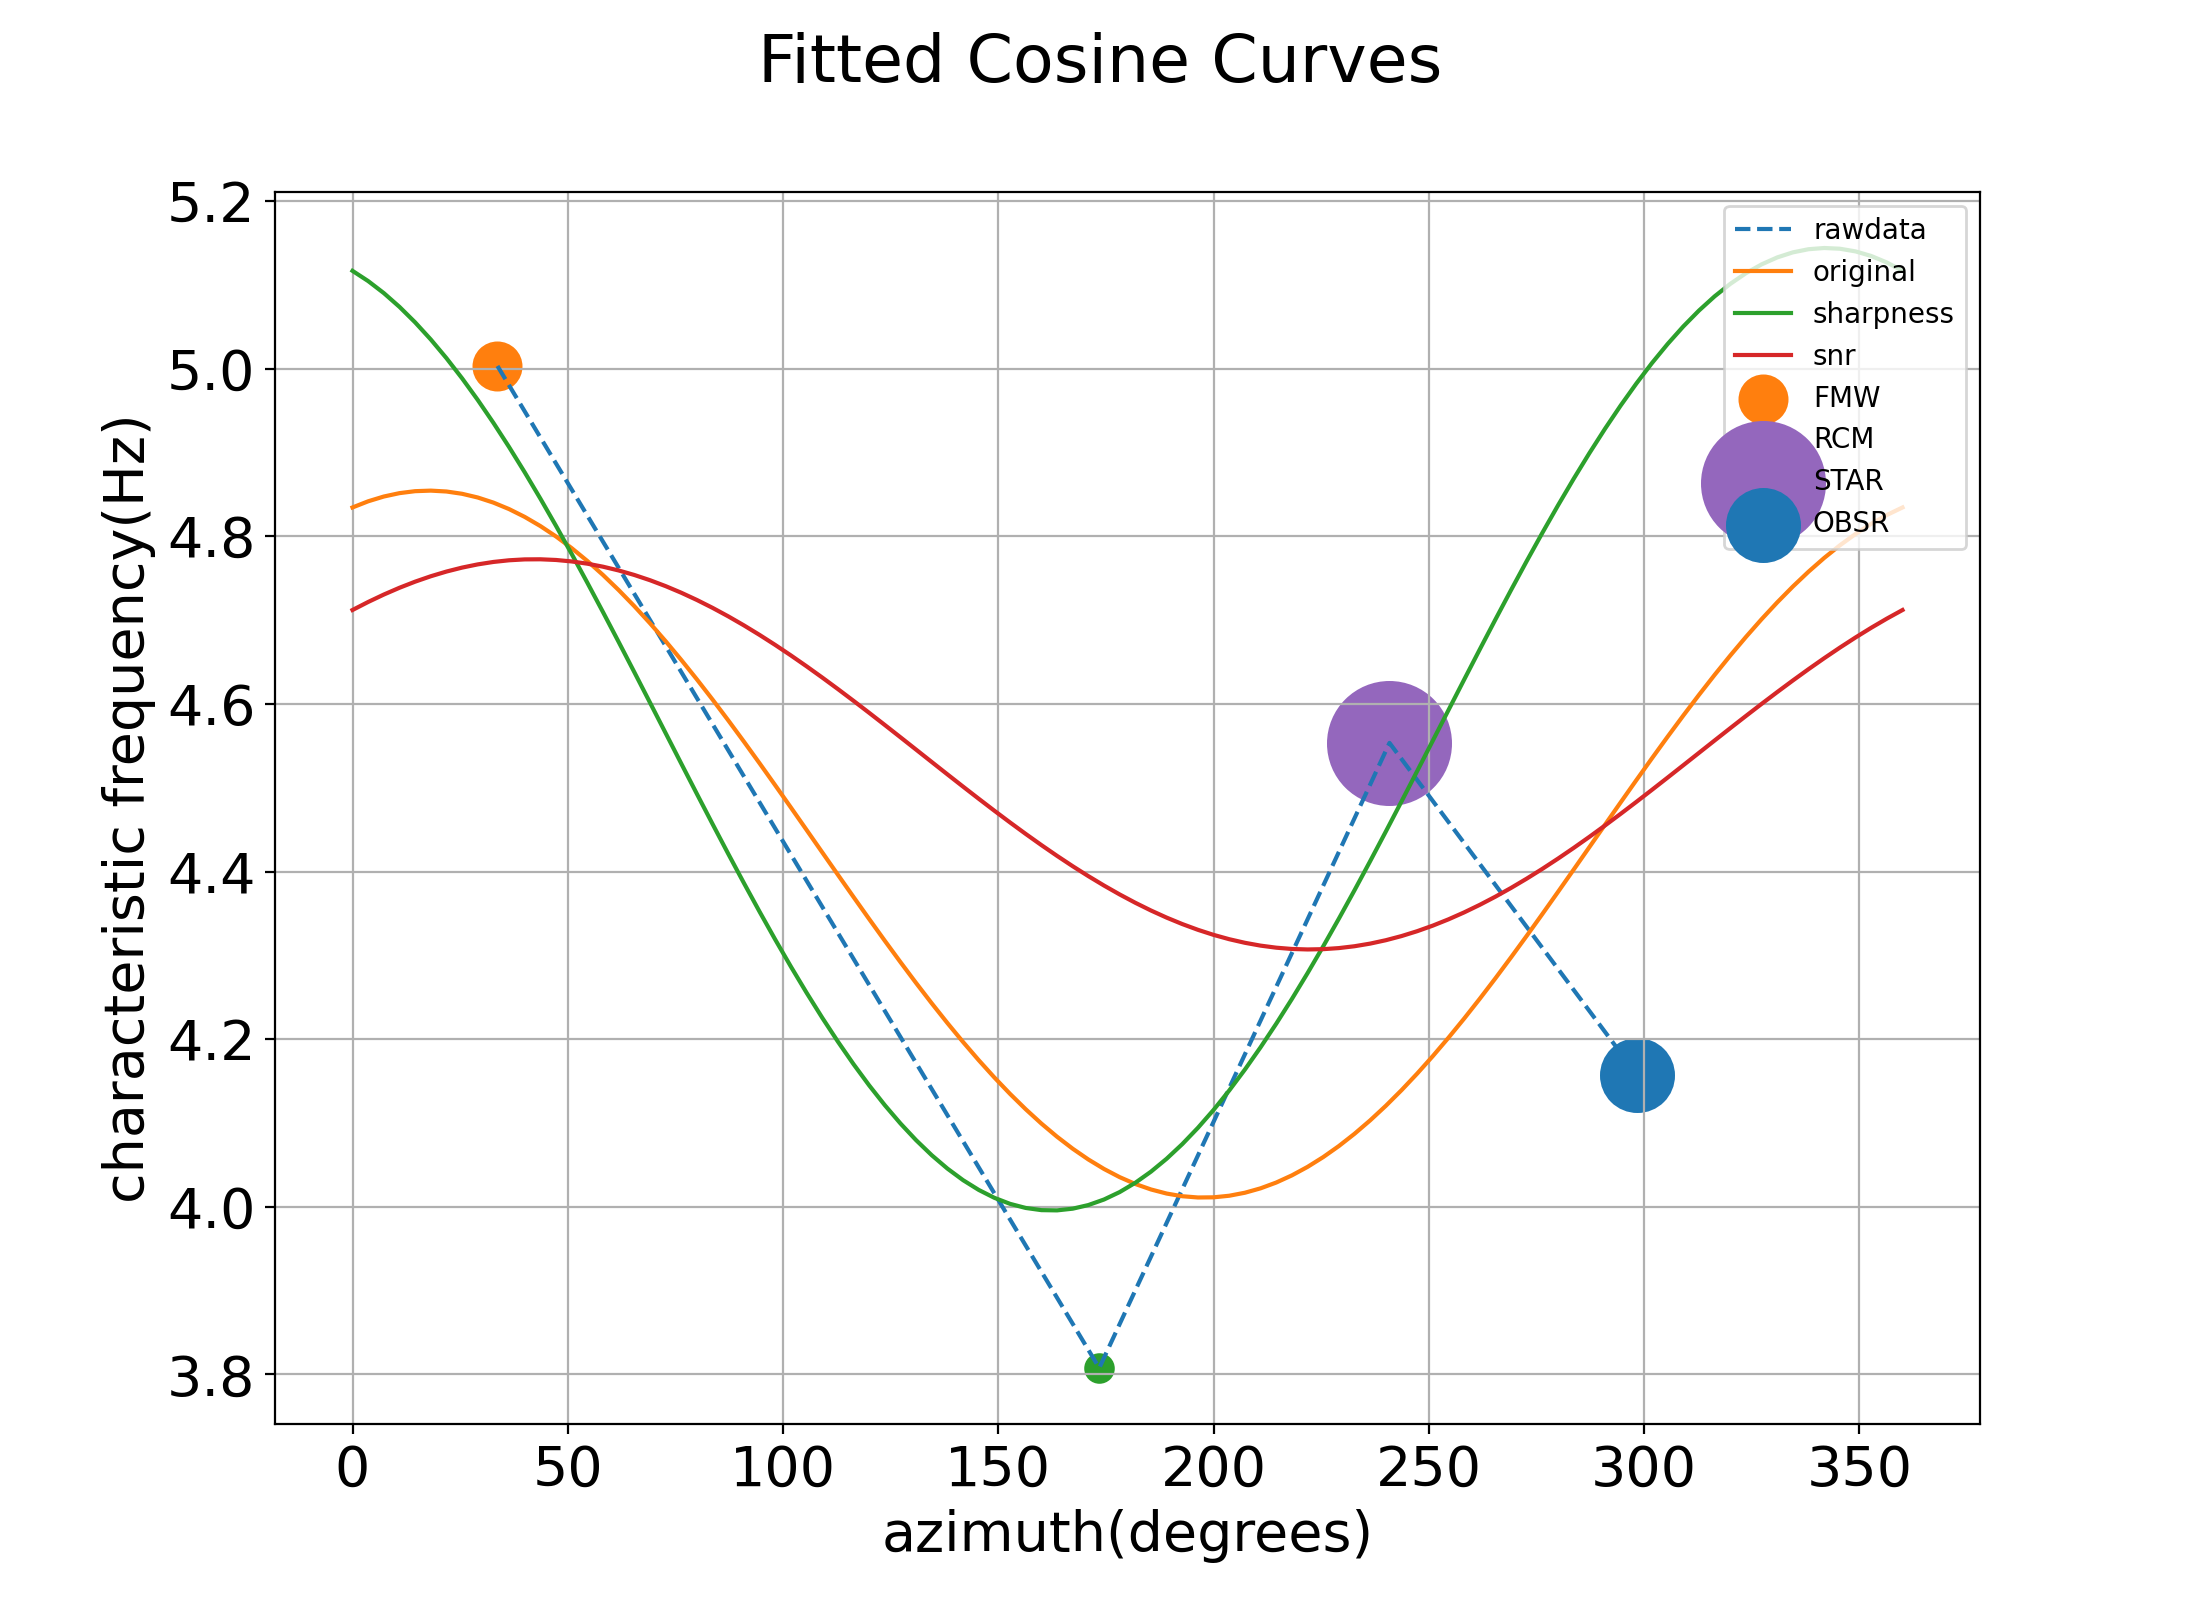 Fitted Cosine Curves
5.2
5.0
4.8
4.6
4.4
4.2
4.0
3.8
characteristic frequency(Hz)
rawdata
original
sharpness
snr
FMW
RCM
STAR
OBSR
0 50 100 150 200 250 300 350
azimuth(degrees)